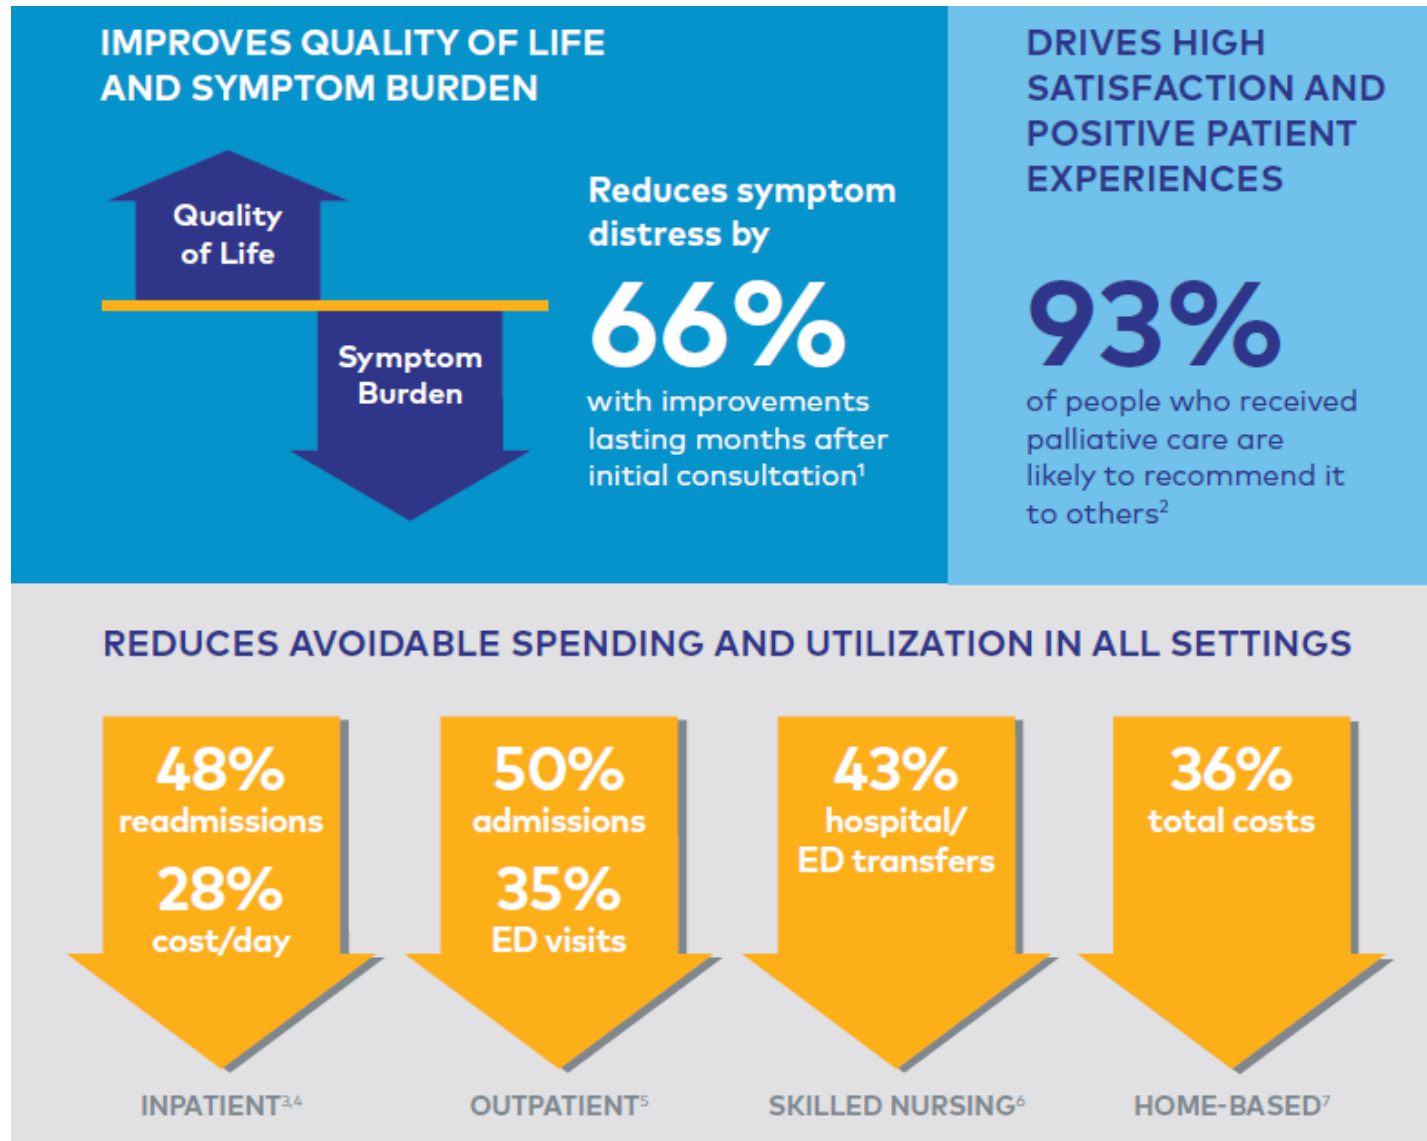 IMPROVES QUALITY OF LIFE
AND SYMPTOM BURDEN
Quality
of Life
Symptom
Burden
Reduces symptom
distress by
66%
with improvements
lasting months after
initial consultation¹
DRIVES HIGH
SATISFACTION AND
POSITIVE PATIENT
EXPERIENCES
93%
of people who received
palliative care are
likely to recommend it
to others²
REDUCES AVOIDABLE SPENDING AND UTILIZATION IN ALL SETTINGS
48%
readmissions
28%
cost/day
INPATIENT³,⁴
50%
admissions
35%
ED visits
OUTPATIENT⁵
43%
hospital/
ED transfers
SKILLED NURSING⁶
36%
total costs
HOME-BASED⁷